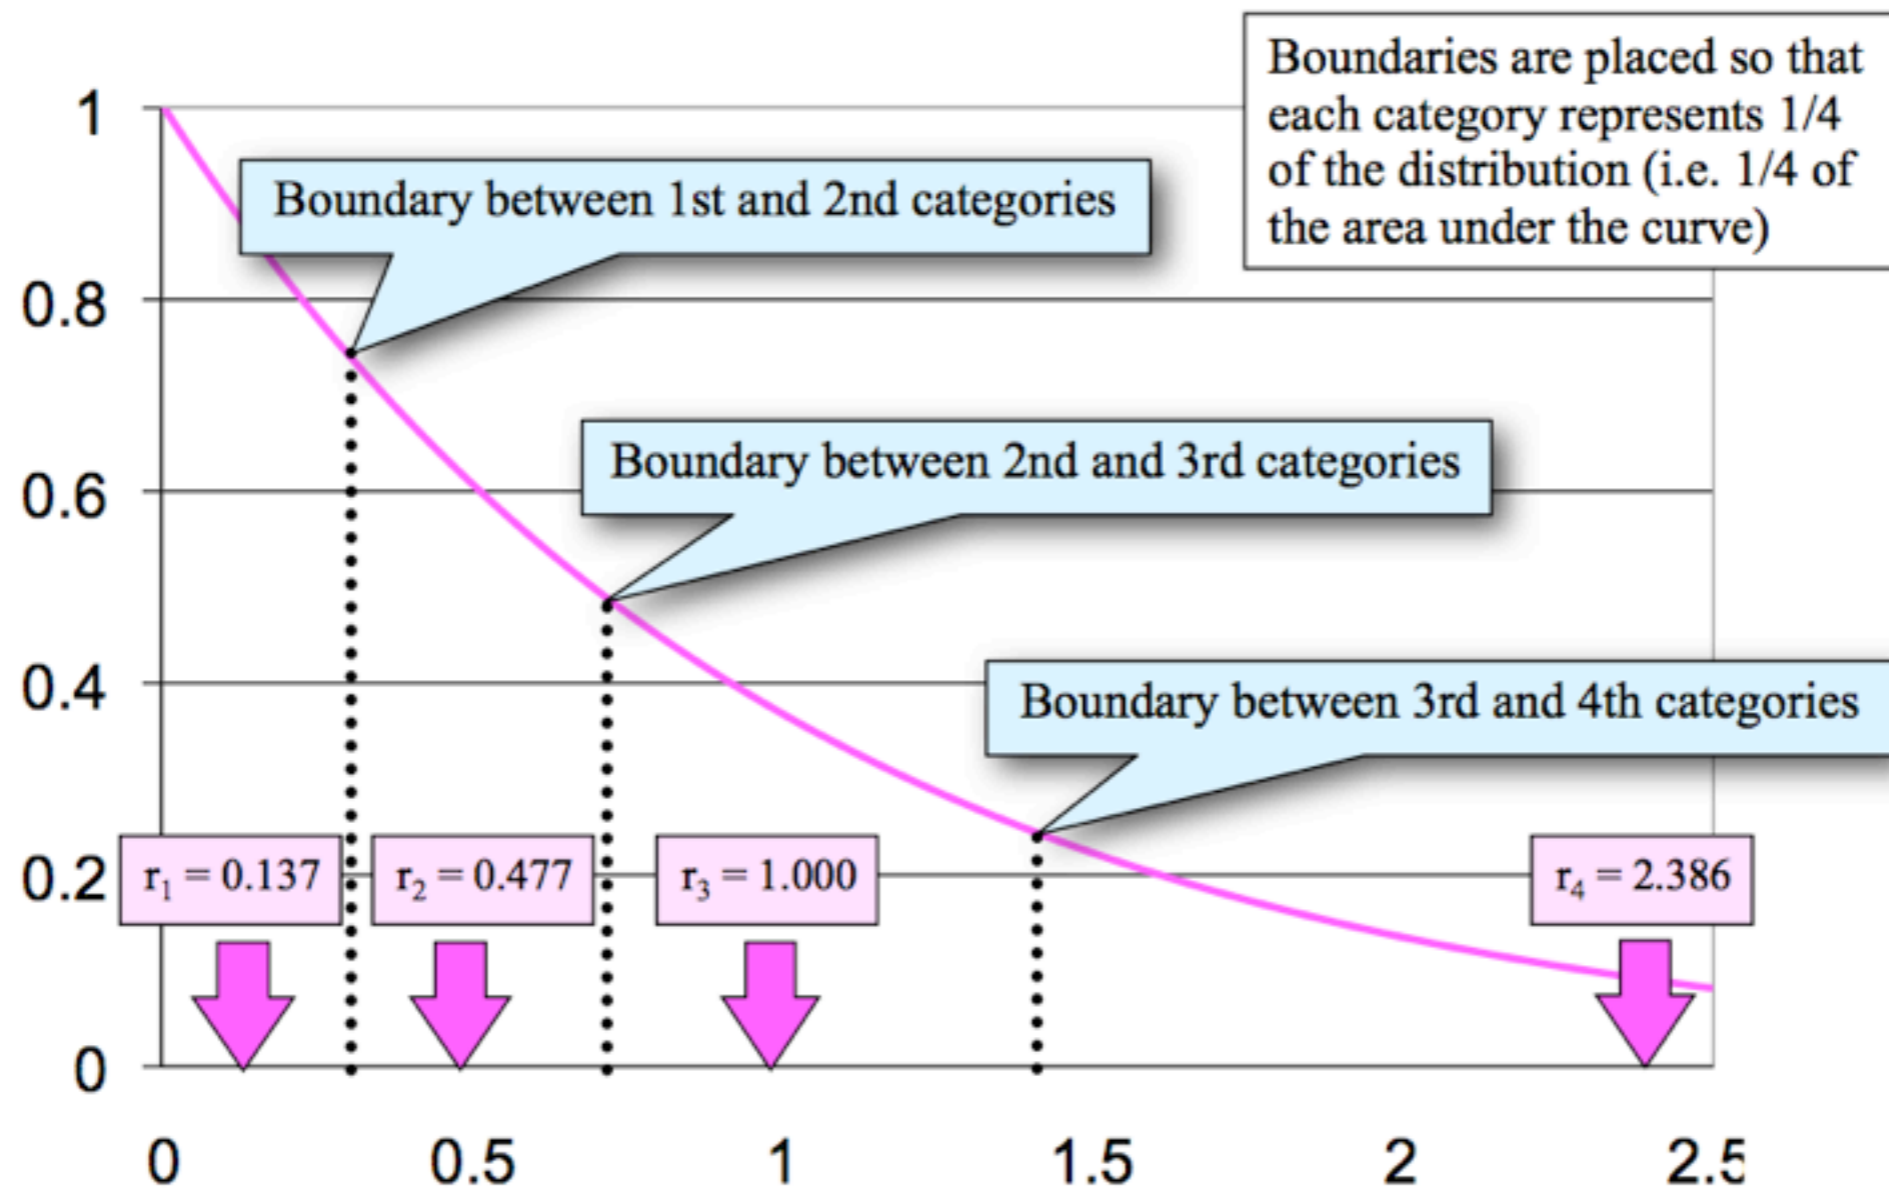 Boundaries are placed so that
each category represents 1/4
of the distribution (i.e. 1/4 of
the area under the curve)
1
Boundary between 1st and 2nd categories
0.8
Boundary between 2nd and 3rd categories
0.6
0.4
Boundary between 3rd and 4th categories
0.2
r₁ = 0.137
r₂ = 0.477
r₃ = 1.000
r₄ = 2.386
0
0 0.5 1 1.5 2 2.5